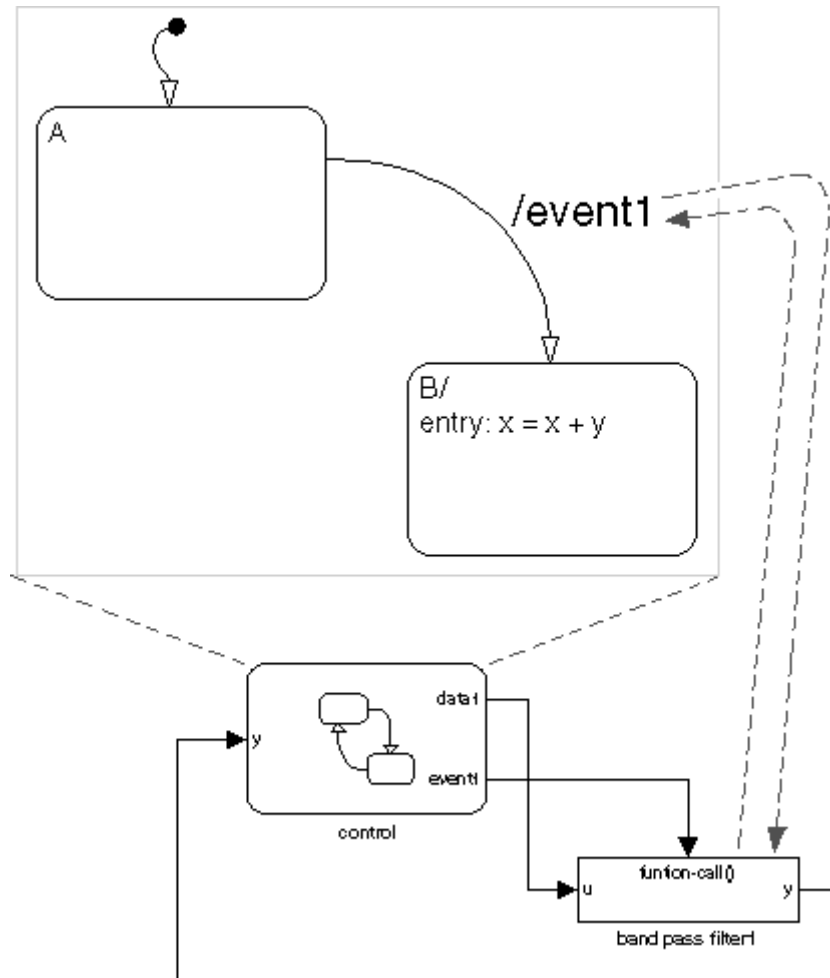 A
/event1
B/
entry: x = x + y
data1
y
event1
control
funtion-call()
u
y
band pass filter1